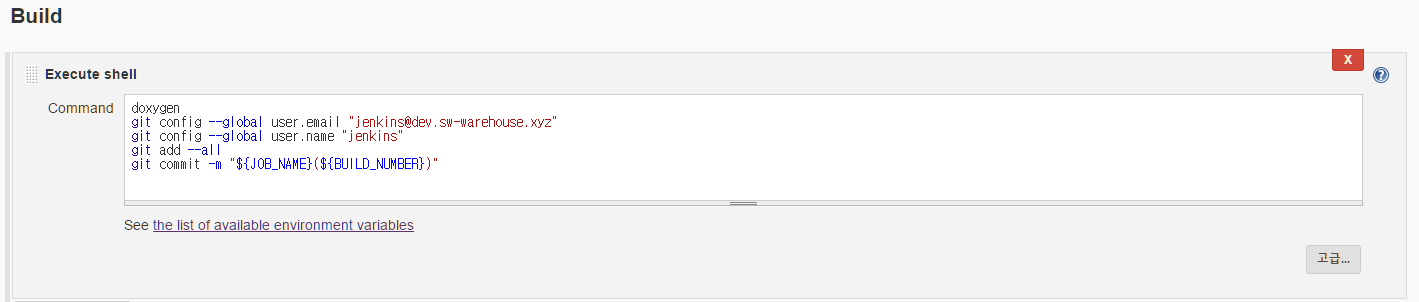 Build
X
Execute shell
?
Command
doxygen
git config --global user.email "jenkins@dev.sw-warehouse.xyz"
git config --global user.name "jenkins"
git add --all
git commit -m "${JOB_NAME}(${BUILD_NUMBER})"
See the list of available environment variables
고급...